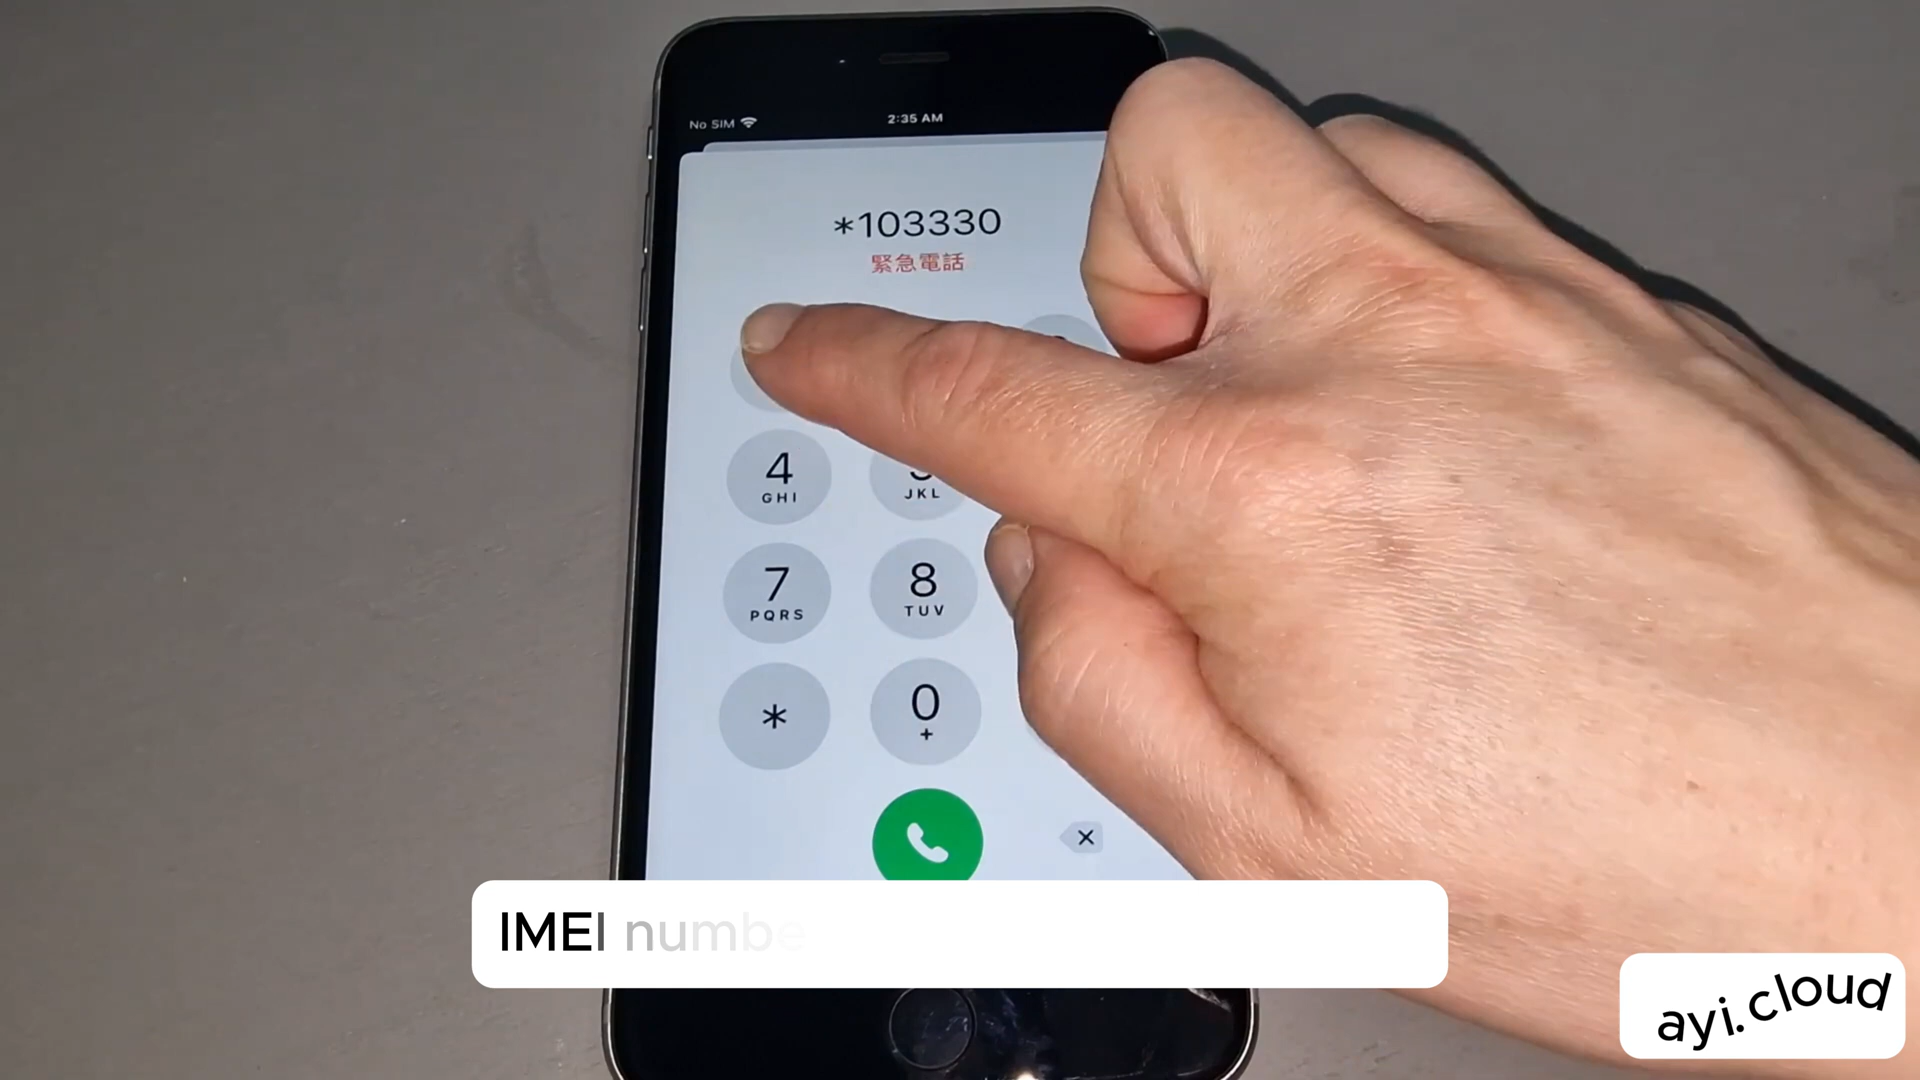 No SIM
2:35 AM
*103330
緊急電話
4
GHI
JKL
7
PQRS
8
TUV
*
0
+
IMEI numbe
ayi.cloud